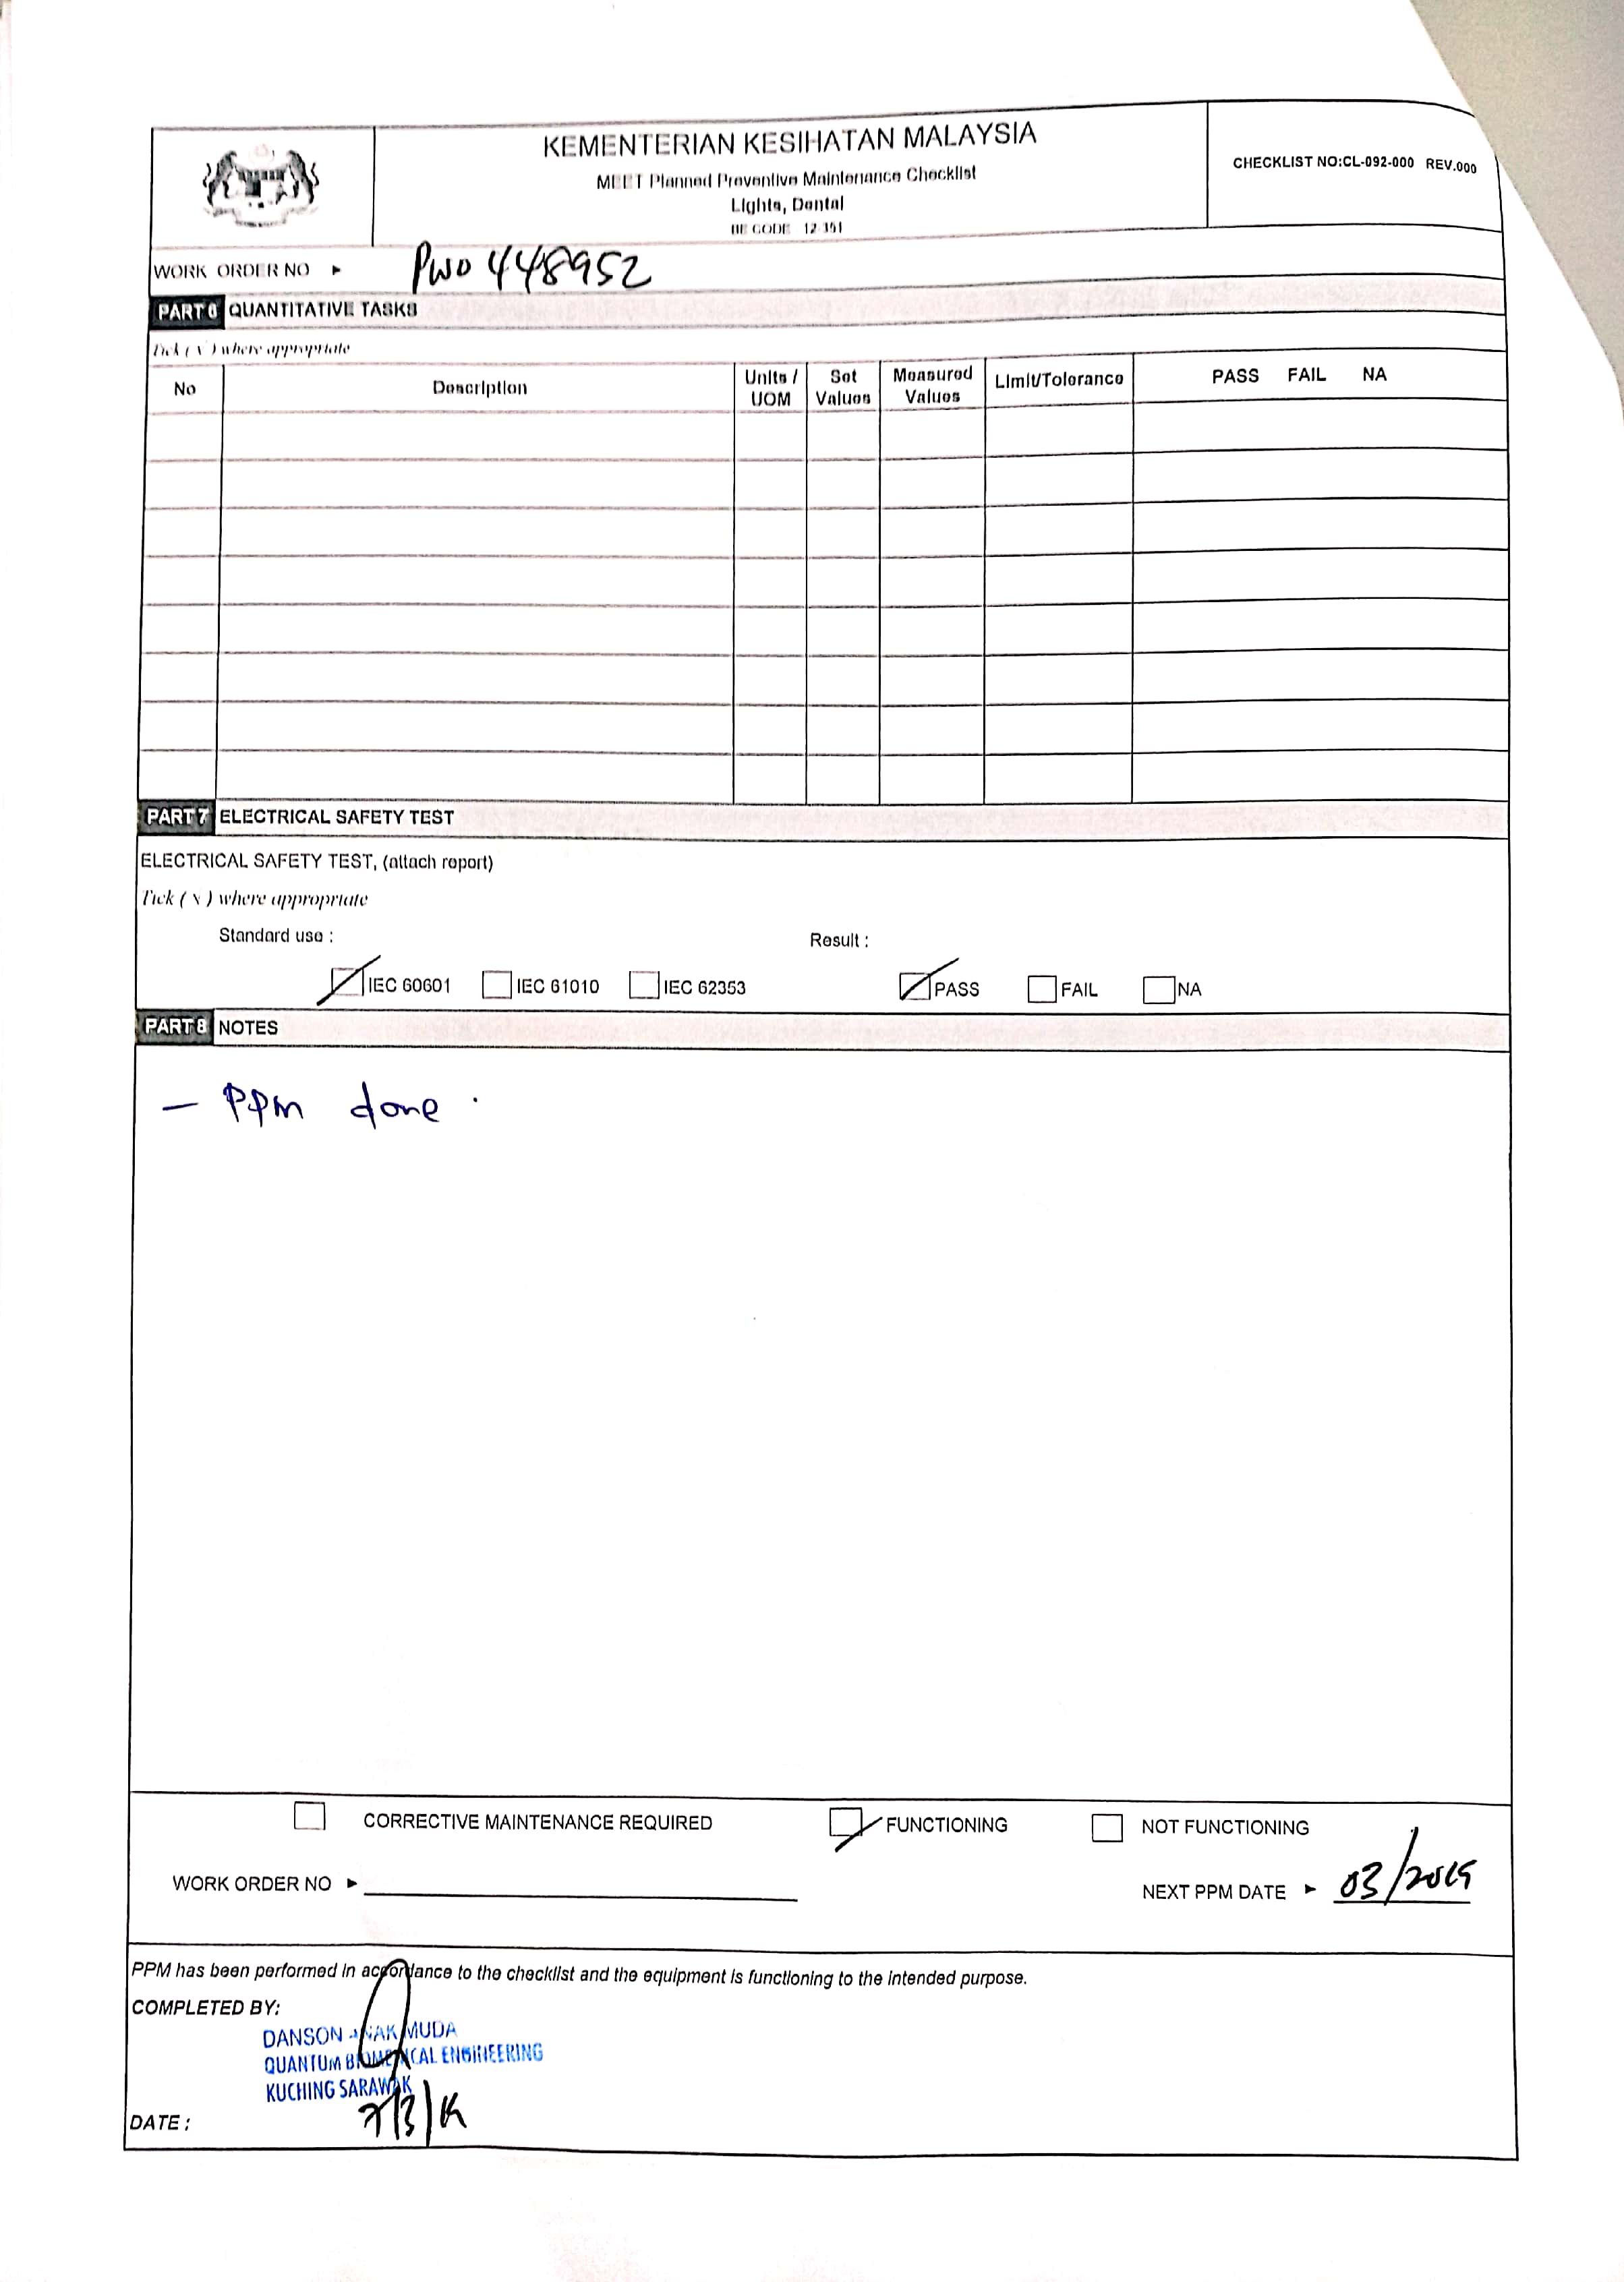 KEMENTERIAN KESIHATAN MALAYSIA
MEET Planned Preventive Maintenance Checklist
Lights, Dental
BE CODE 12-351
CHECKLIST NO:CL-092-000 REV.000
WORK ORDER NO ► PWO 448952
PART 6 QUANTITATIVE TASKS
Tick ( √ ) where appropriate
No Description Units / UOM Set Values Measured Values Limit/Tolerance PASS FAIL NA
PART 7 ELECTRICAL SAFETY TEST
ELECTRICAL SAFETY TEST, (attach report)
Tick ( √ ) where appropriate
Standard use : Result :
IEC 60601 IEC 61010 IEC 62353 PASS FAIL NA
PART 8 NOTES
- PPM done.
CORRECTIVE MAINTENANCE REQUIRED FUNCTIONING NOT FUNCTIONING
WORK ORDER NO ► NEXT PPM DATE ► 03/
PPM has been performed in accordance to the checklist and the equipment is functioning to the intended purpose.
COMPLETED BY:
DANSON ANAK MUDA
QUANTUM BIOMEDICAL ENGINEERING
KUCHING SARAWAK
DATE :